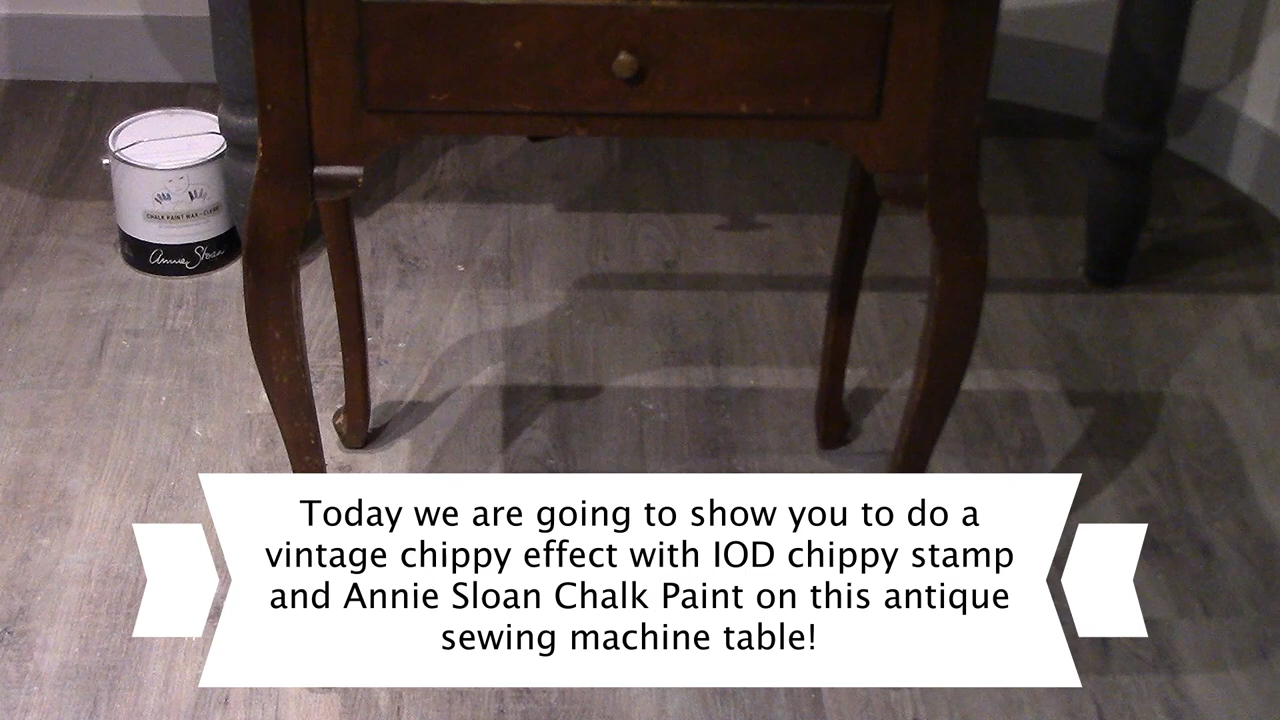 CHALK PAINT WAX - CLEAR
Annie Sloan
Today we are going to show you to do a
vintage chippy effect with IOD chippy stamp
and Annie Sloan Chalk Paint on this antique
sewing machine table!